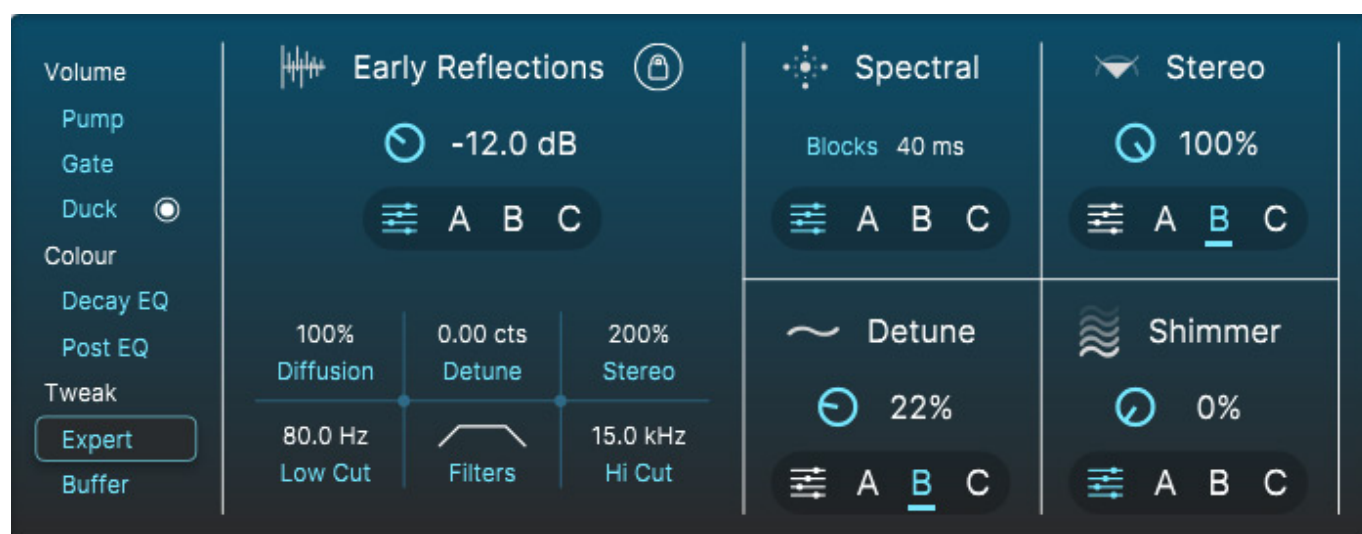 Volume
Pump
Gate
Duck
Colour
Decay EQ
Post EQ
Tweak
Expert
Buffer
Early Reflections
-12.0 dB
A B C
100% 0.00 cts 200%
Diffusion Detune Stereo
80.0 Hz 15.0 kHz
Low Cut Filters Hi Cut
Spectral
Blocks 40 ms
A B C
Stereo
100%
A B C
Detune
22%
A B C
Shimmer
0%
A B C